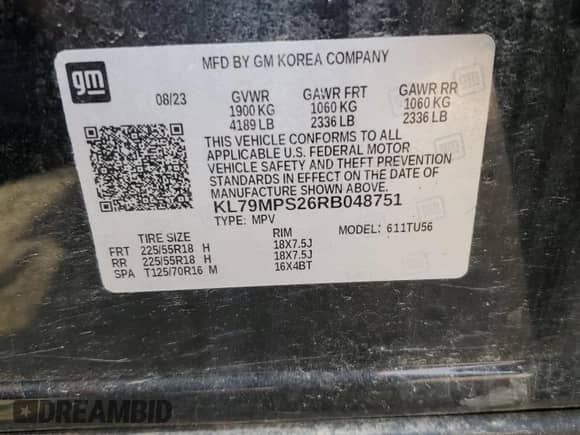 gm
MFD BY GM KOREA COMPANY
08/23 GVWR GAWR FRT GAWR RR
1900 KG 1060 KG 1060 KG
4189 LB 2336 LB 2336 LB
THIS VEHICLE CONFORMS TO ALL
APPLICABLE U.S. FEDERAL MOTOR
VEHICLE SAFETY AND THEFT PREVENTION
STANDARDS IN EFFECT ON THE DATE OF
MANUFACTURE SHOWN ABOVE.
KL79MPS26RB048751
TYPE: MPV MODEL: 611TU56
TIRE SIZE RIM
FRT 225/55R18 H 18X7.5J
RR 225/55R18 H 18X7.5J
SPA T125/70R16 M 16X4BT
DREAMBID